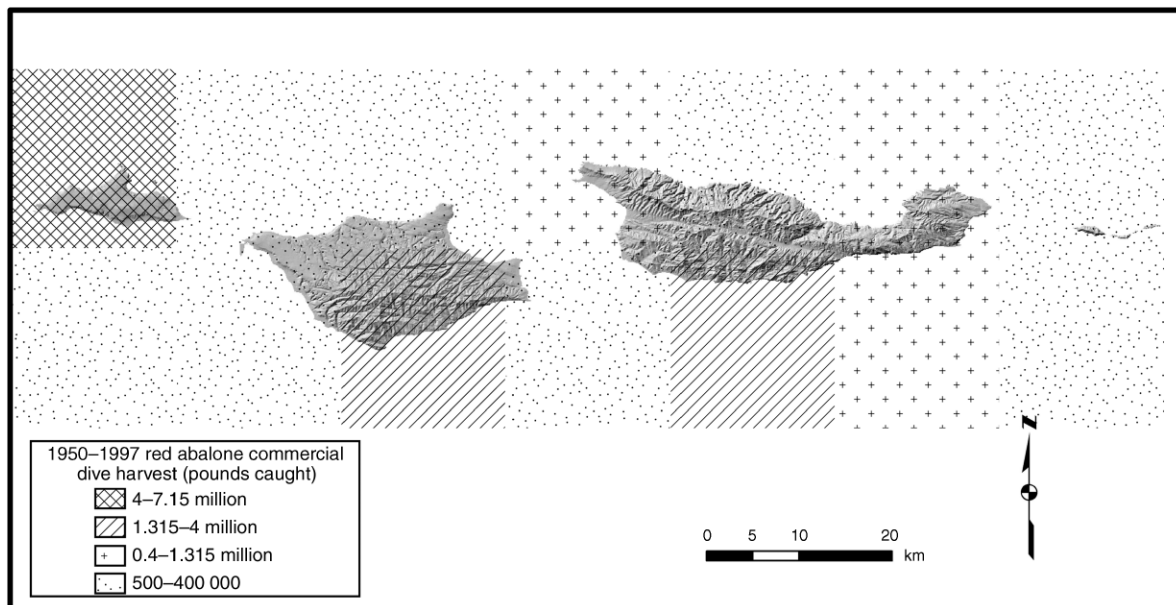 N
1950–1997 red abalone commercial
dive harvest (pounds caught)
4–7.15 million
1.315–4 million
0.4–1.315 million
500–400 000
0 5 10 20
km